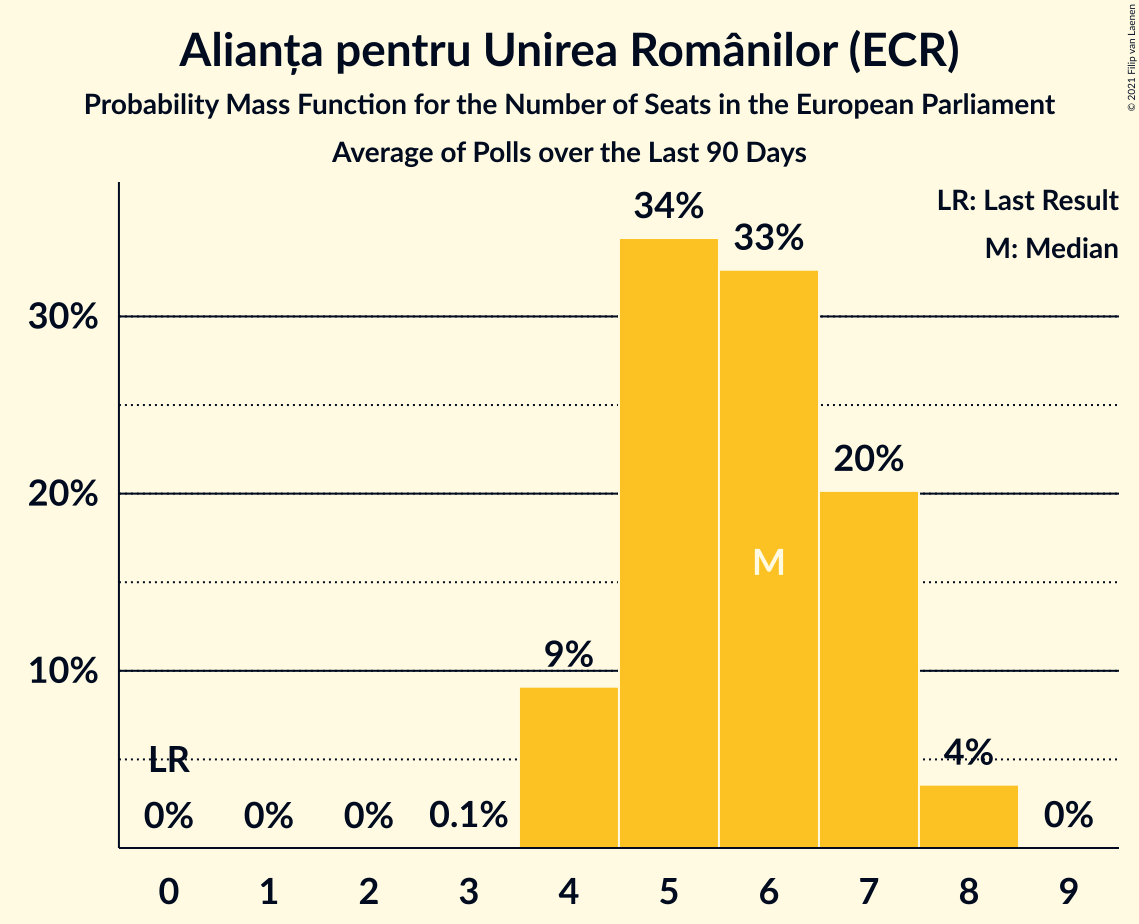 Alianța pentru Unirea Românilor (ECR)
Probability Mass Function for the Number of Seats in the European Parliament
Average of Polls over the Last 90 Days
© 2021 Filip van Laenen
LR: Last Result
M: Median
34%
33%
30%
20%
20%
M
9%
10%
LR
4%
0%
0%
0%
0.1%
0%
0 1 2 3 4 5 6 7 8 9